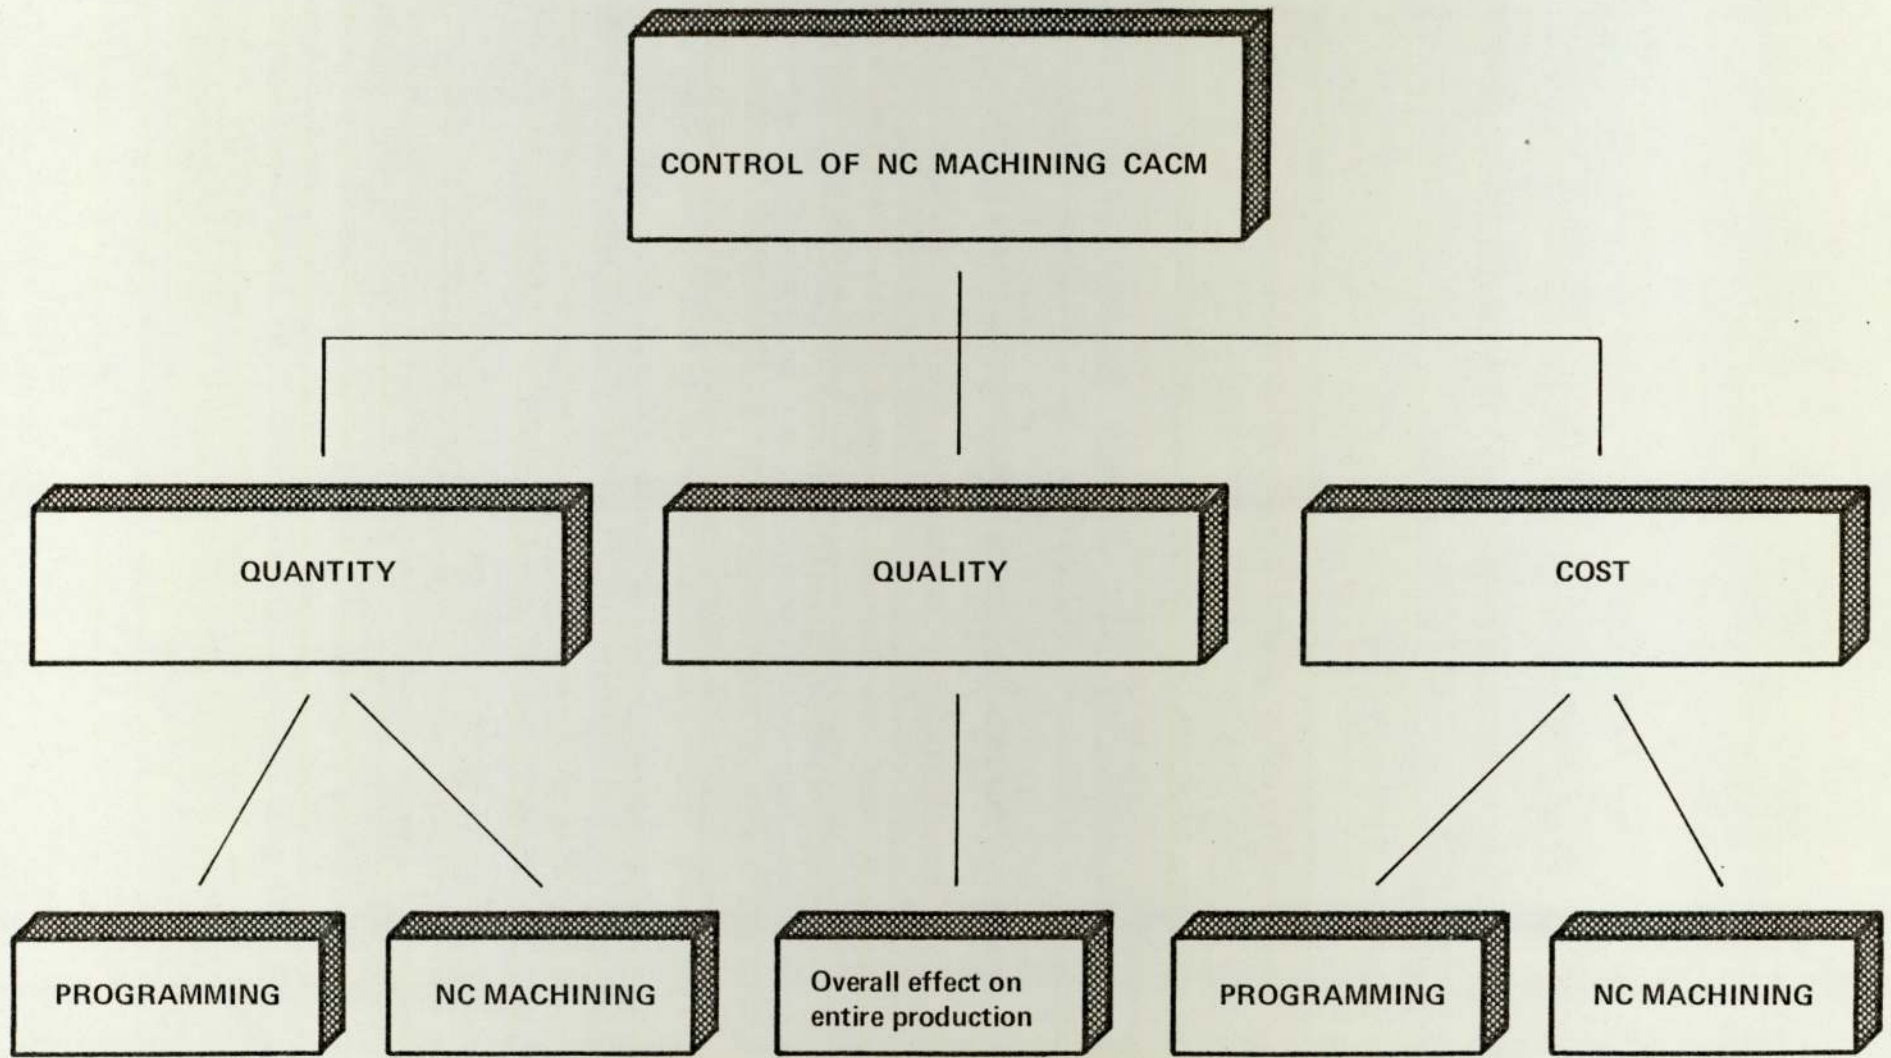 CONTROL OF NC MACHINING CACM
QUANTITY
QUALITY
COST
PROGRAMMING
NC MACHINING
Overall effect on
entire production
PROGRAMMING
NC MACHINING